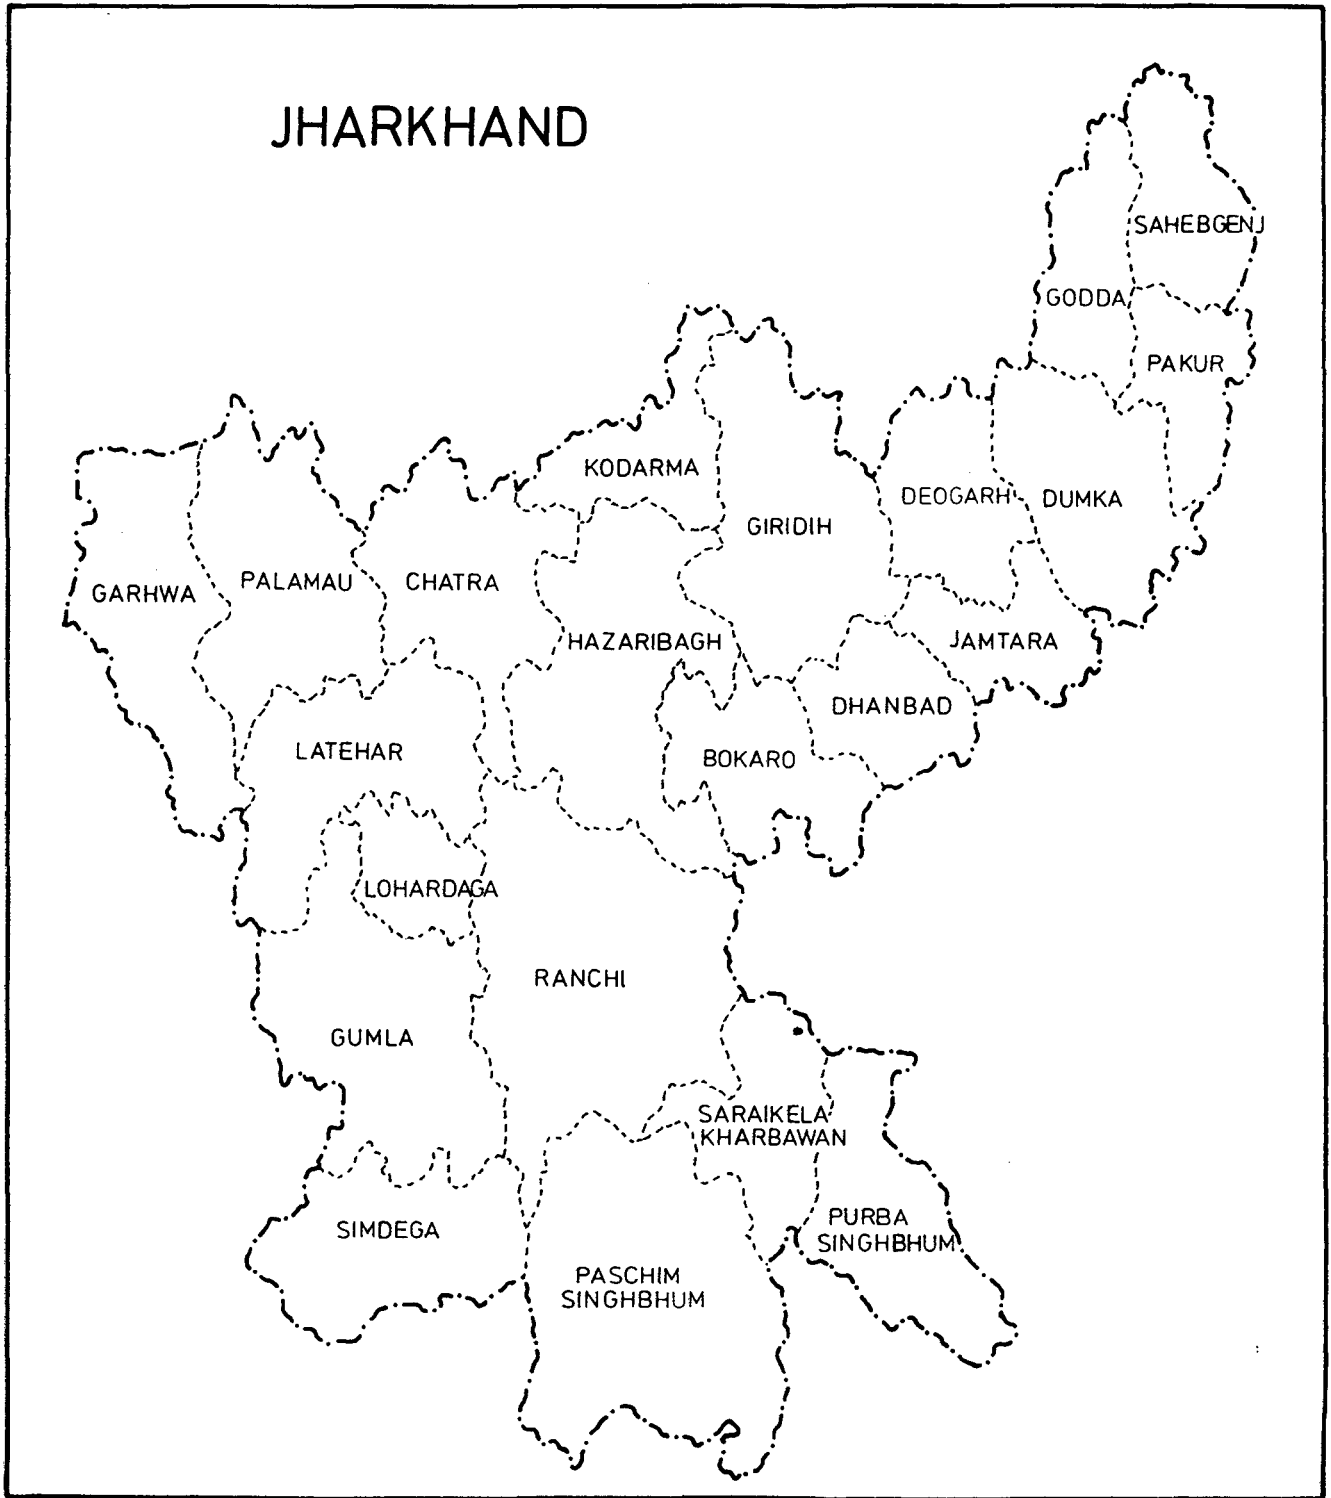 JHARKHAND
SAHEBGENJ
GODDA
PAKUR
KODARMA
DEOGARH
DUMKA
GIRIDIH
GARHWA
PALAMAU
CHATRA
HAZARIBAGH
JAMTARA
DHANBAD
LATEHAR
BOKARO
LOHARDAGA
RANCHI
GUMLA
SARAIKELA
KHARBAWAN
SIMDEGA
PURBA
SINGHBHUM
PASCHIM
SINGHBHUM